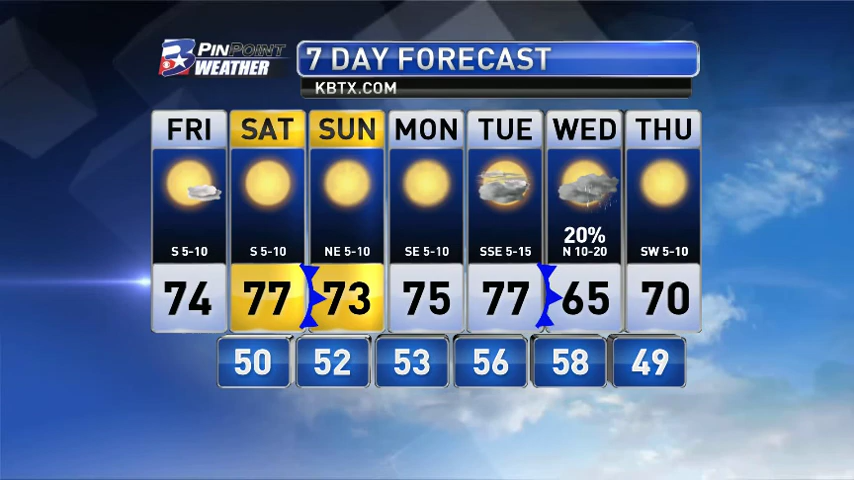 PINPOINT
WEATHER
7 DAY FORECAST
KBTX.COM
FRI SAT SUN MON TUE WED THU
20%
S 5-10 S 5-10 NE 5-10 SE 5-10 SSE 5-15 N 10-20 SW 5-10
74 77 73 75 77 65 70
50 52 53 56 58 49